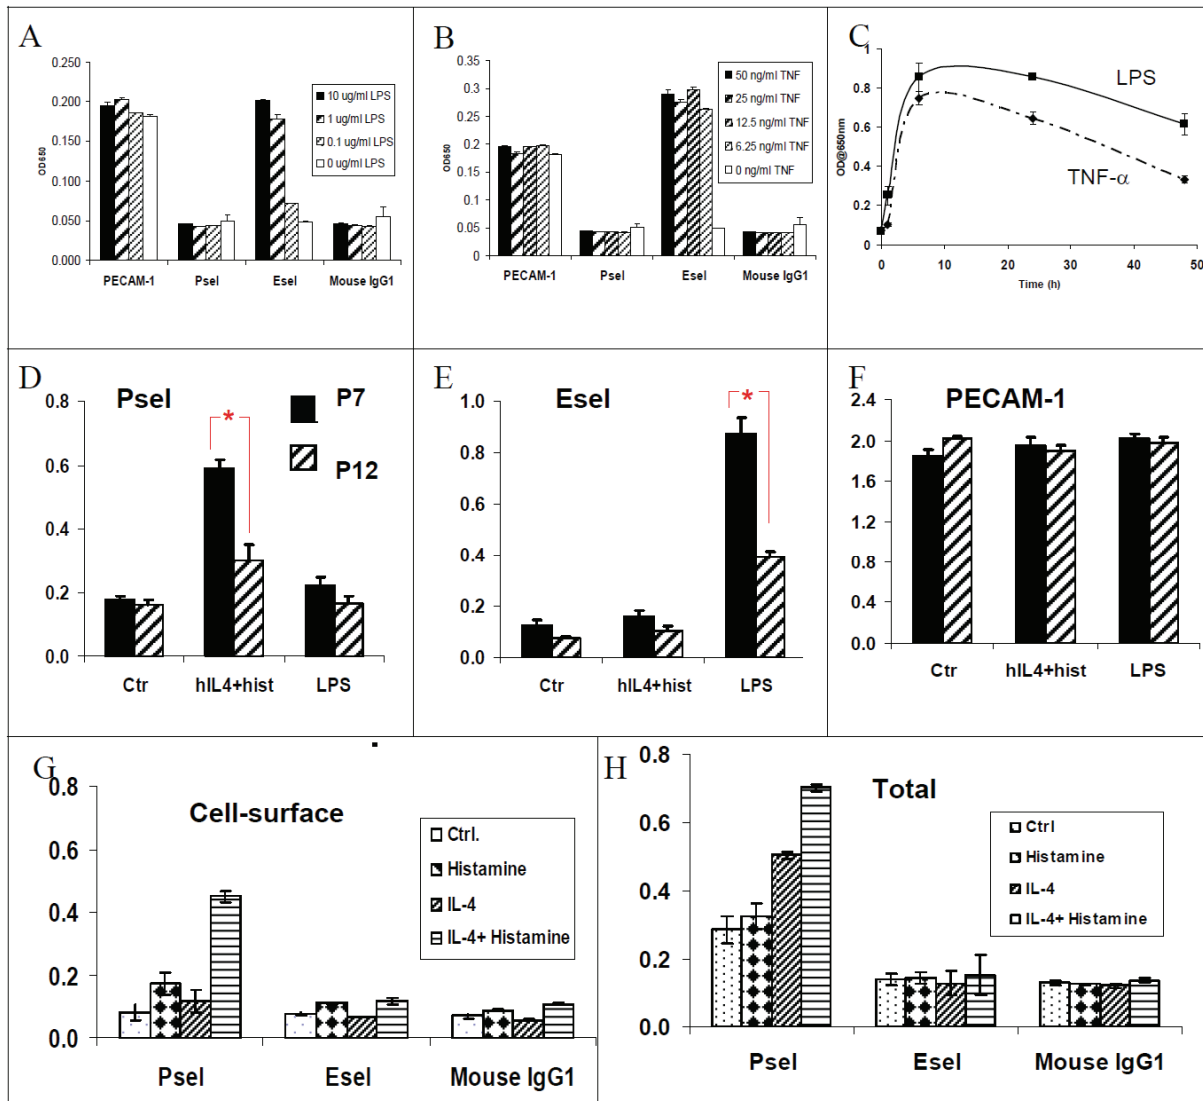 A
0.250
0.200
0.150
0.100
0.050
0.000
OD650
10 ug/ml LPS
1 ug/ml LPS
0.1 ug/ml LPS
0 ug/ml LPS
PECAM-1 Psel Esel Mouse IgG1
B
0.35
0.3
0.25
0.2
0.15
0.1
0.05
0
OD650
50 ng/ml TNF
25 ng/ml TNF
12.5 ng/ml TNF
6.25 ng/ml TNF
0 ng/ml TNF
PECAM-1 Psel Esel Mouse IgG1
C
1
0.8
0.6
0.4
0.2
0
OD@650nm
LPS
TNF-α
0 10 20 30 40 50
Time (h)
D
Psel
0.8
0.6
0.4
0.2
0.0
*
P7
P12
Ctr hIL4+hist LPS
E
Esel
1.0
0.8
0.6
0.4
0.2
0.0
*
Ctr hIL4+hist LPS
F
PECAM-1
2.4
2.0
1.6
1.2
0.8
0.4
0.0
Ctr hIL4+hist LPS
G
Cell-surface
0.8
0.6
0.4
0.2
0.0
Ctrl.
Histamine
IL-4
IL-4+ Histamine
Psel Esel Mouse IgG1
H
Total
0.8
0.6
0.4
0.2
0.0
Ctrl
Histamine
IL-4
IL-4+ Histamine
Psel Esel Mouse IgG1